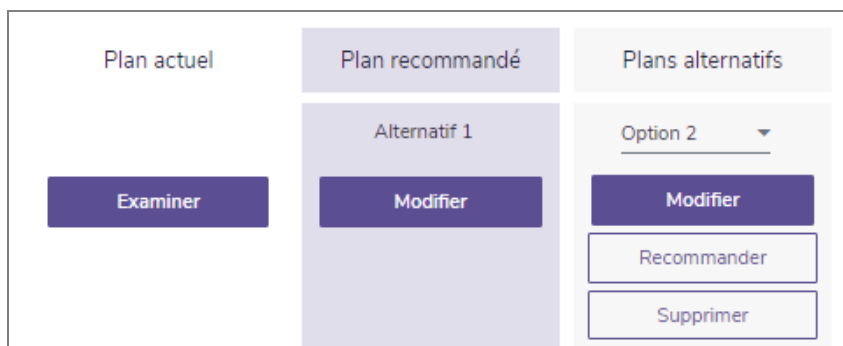 Plan actuel
Plan recommandé
Plans alternatifs
Alternatif 1
Option 2
Examiner
Modifier
Modifier
Recommander
Supprimer